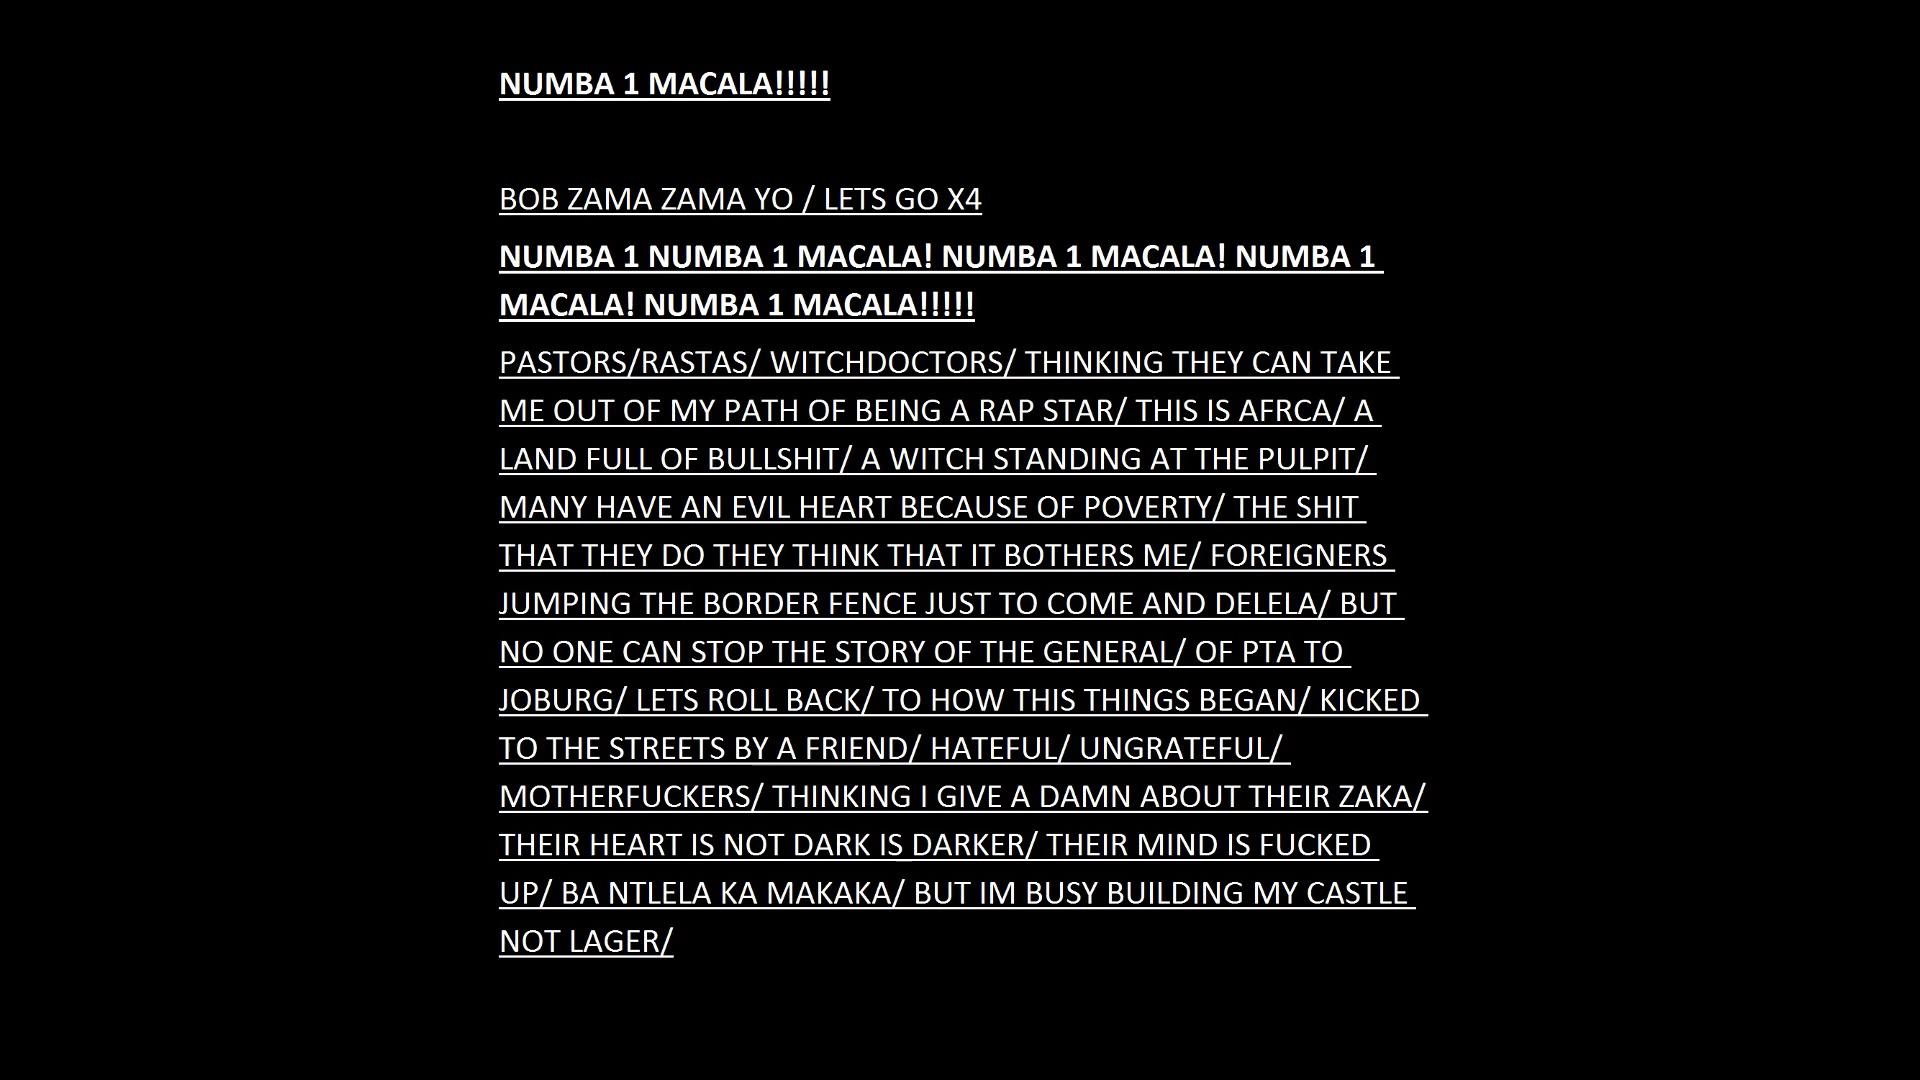 NUMBA 1 MACALA!!!!!
BOB ZAMA ZAMA YO / LETS GO X4
NUMBA 1 NUMBA 1 MACALA! NUMBA 1 MACALA! NUMBA 1
MACALA! NUMBA 1 MACALA!!!!!
PASTORS/RASTAS/ WITCHDOCTORS/ THINKING THEY CAN TAKE
ME OUT OF MY PATH OF BEING A RAP STAR/ THIS IS AFRCA/ A
LAND FULL OF BULLSHIT/ A WITCH STANDING AT THE PULPIT/
MANY HAVE AN EVIL HEART BECAUSE OF POVERTY/ THE SHIT
THAT THEY DO THEY THINK THAT IT BOTHERS ME/ FOREIGNERS
JUMPING THE BORDER FENCE JUST TO COME AND DELELA/ BUT
NO ONE CAN STOP THE STORY OF THE GENERAL/ OF PTA TO
JOBURG/ LETS ROLL BACK/ TO HOW THIS THINGS BEGAN/ KICKED
TO THE STREETS BY A FRIEND/ HATEFUL/ UNGRATEFUL/
MOTHERFUCKERS/ THINKING I GIVE A DAMN ABOUT THEIR ZAKA/
THEIR HEART IS NOT DARK IS DARKER/ THEIR MIND IS FUCKED
UP/ BA NTLELA KA MAKAKA/ BUT IM BUSY BUILDING MY CASTLE
NOT LAGER/